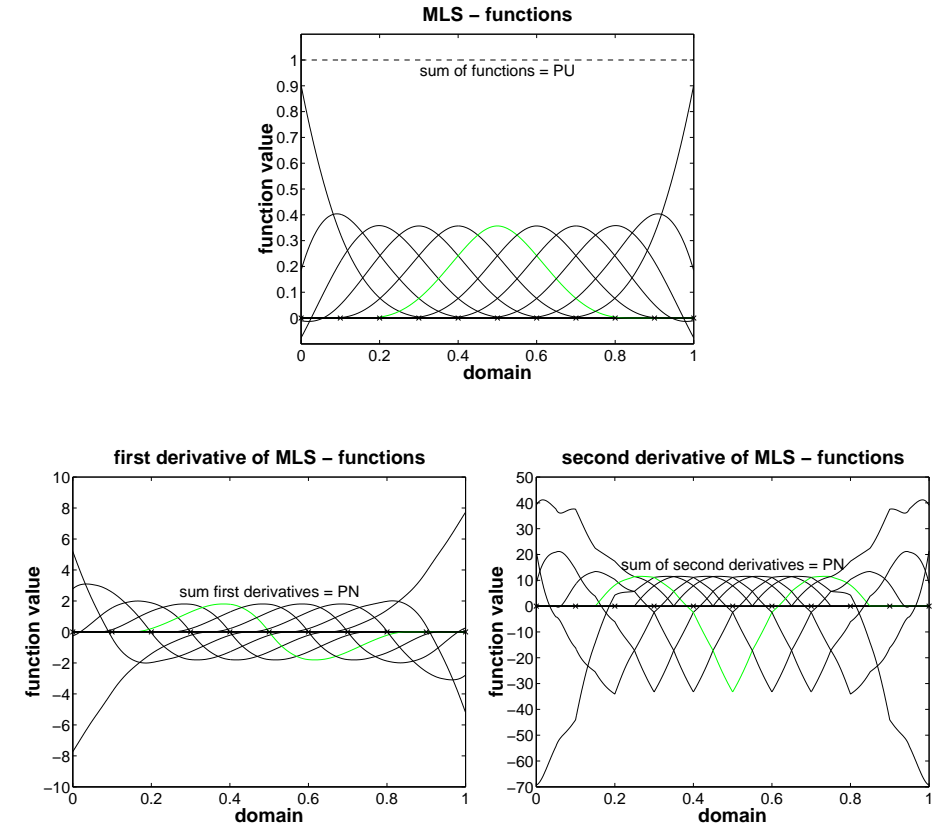 MLS – functions
1
0.9
0.8
0.7
0.6
0.5
0.4
0.3
0.2
0.1
0
function value
sum of functions = PU
0 0.2 0.4 0.6 0.8 1
domain
first derivative of MLS – functions
10
8
6
4
2
0
−2
−4
−6
−8
−10
function value
sum first derivatives = PN
0 0.2 0.4 0.6 0.8 1
domain
second derivative of MLS – functions
50
40
30
20
10
0
−10
−20
−30
−40
−50
−60
−70
function value
sum of second derivatives = PN
0 0.2 0.4 0.6 0.8 1
domain